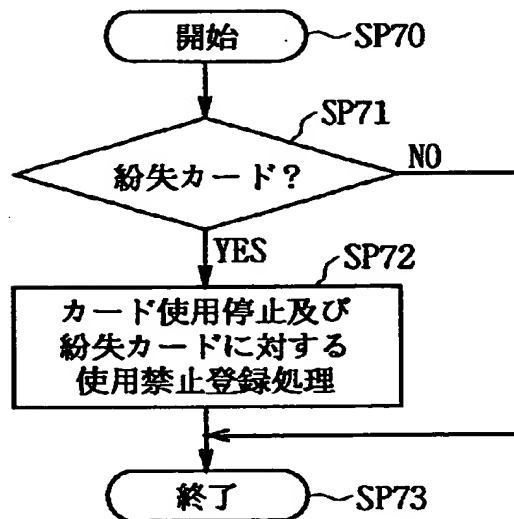 開始
SP70
SP71
紛失カード?
NO
YES
SP72
カード使用停止及び
紛失カードに対する
使用禁止登録処理
終了
SP73